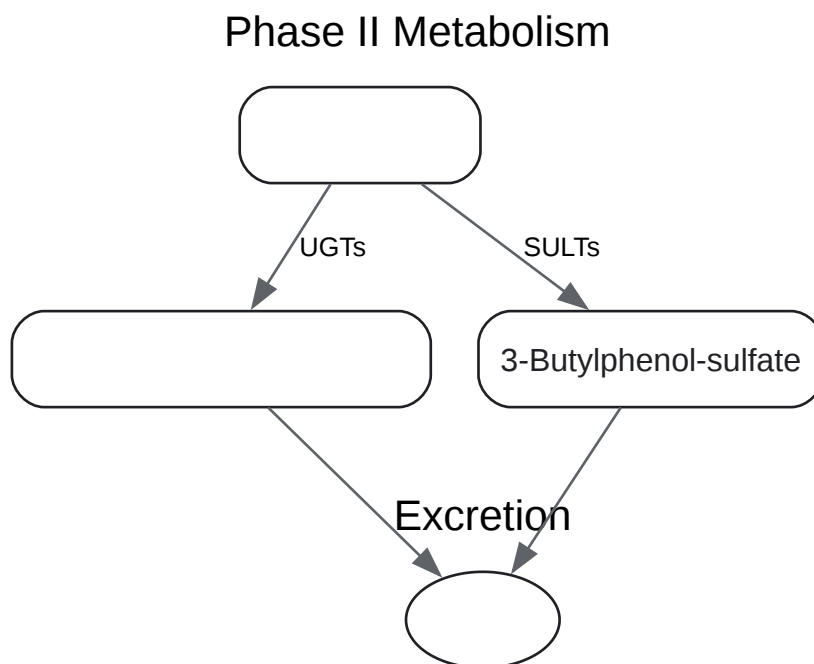 Phase II Metabolism
UGTs
SULTs
3-Butylphenol-sulfate
Excretion